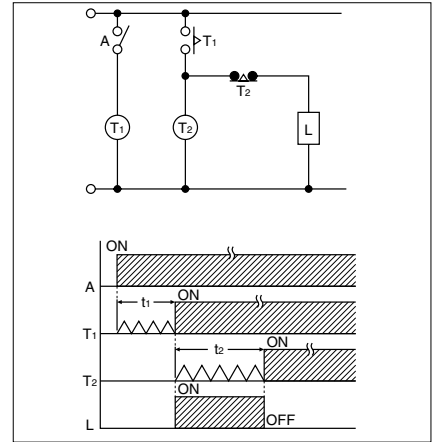 A T₁
T₂
T₁ T₂ L
ON
A
t₁ ON
T₁
t₂ ON
T₂
ON
L OFF